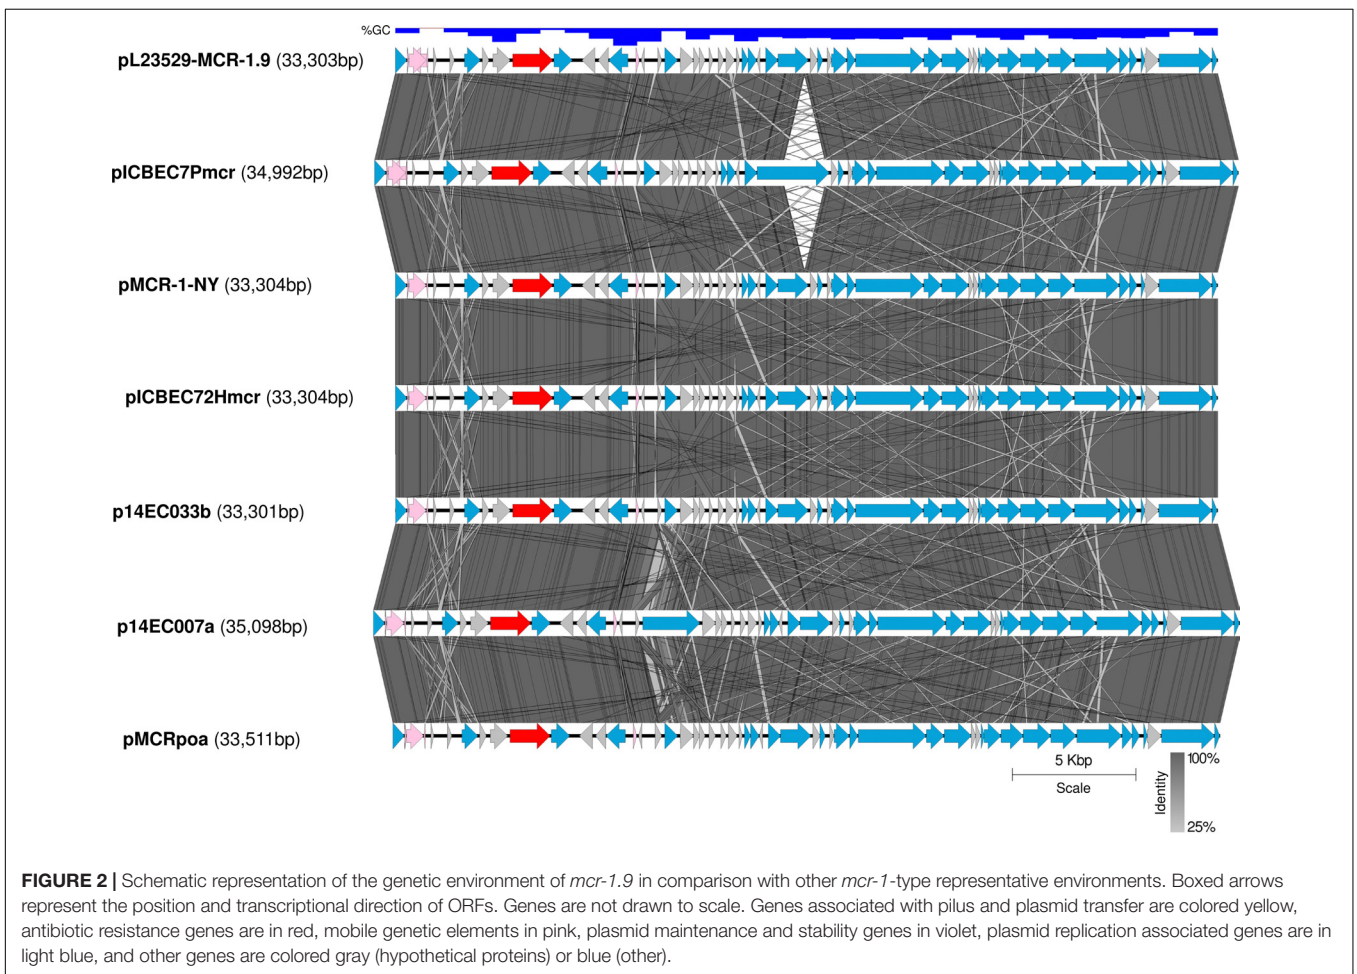 %GC
pL23529-MCR-1.9 (33,303bp)
pICBEC7Pmcr (34,992bp)
pMCR-1-NY (33,304bp)
pICBEC72Hmcr (33,304bp)
p14EC033b (33,301bp)
p14EC007a (35,098bp)
pMCRpoa (33,511bp)
5 Kbp
Scale
Identity
100%
25%
FIGURE 2 | Schematic representation of the genetic environment of mcr-1.9 in comparison with other mcr-1-type representative environments. Boxed arrows
represent the position and transcriptional direction of ORFs. Genes are not drawn to scale. Genes associated with pilus and plasmid transfer are colored yellow,
antibiotic resistance genes are in red, mobile genetic elements in pink, plasmid maintenance and stability genes in violet, plasmid replication associated genes are in
light blue, and other genes are colored gray (hypothetical proteins) or blue (other).